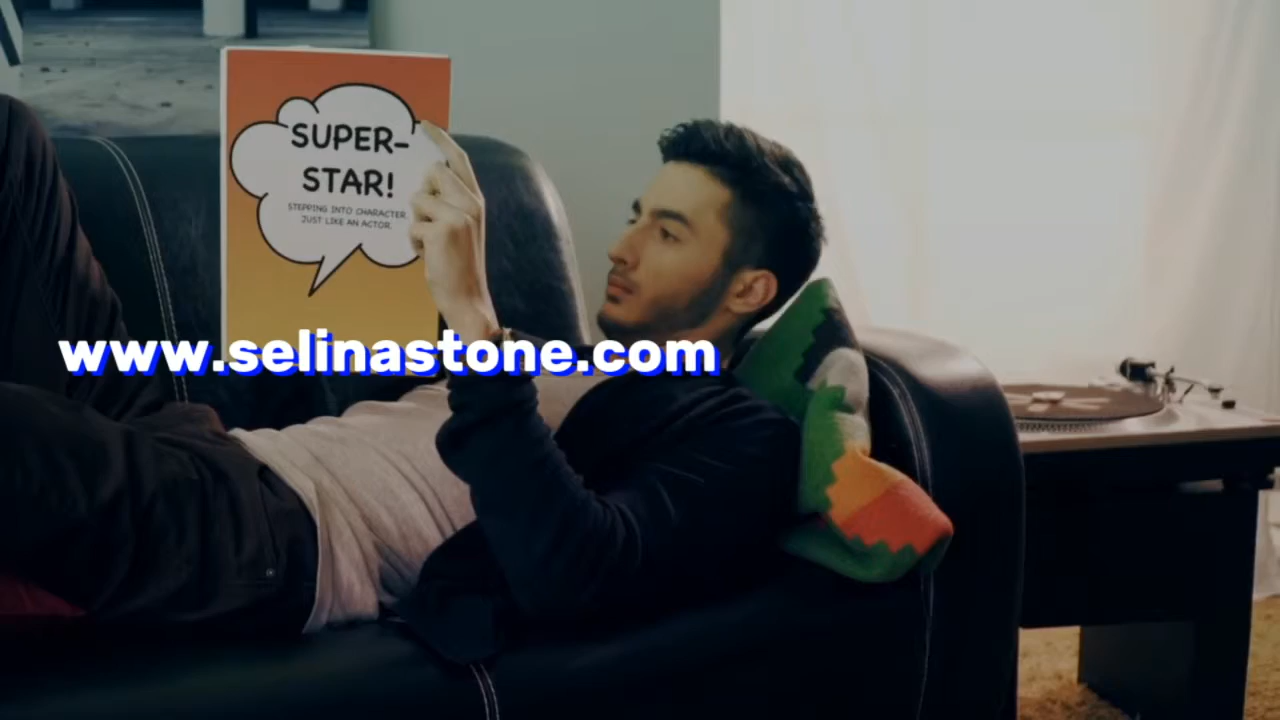 SUPER-
STAR!
STEPPING INTO CHARACTER,
JUST LIKE AN ACTOR.
www.selinastone.com